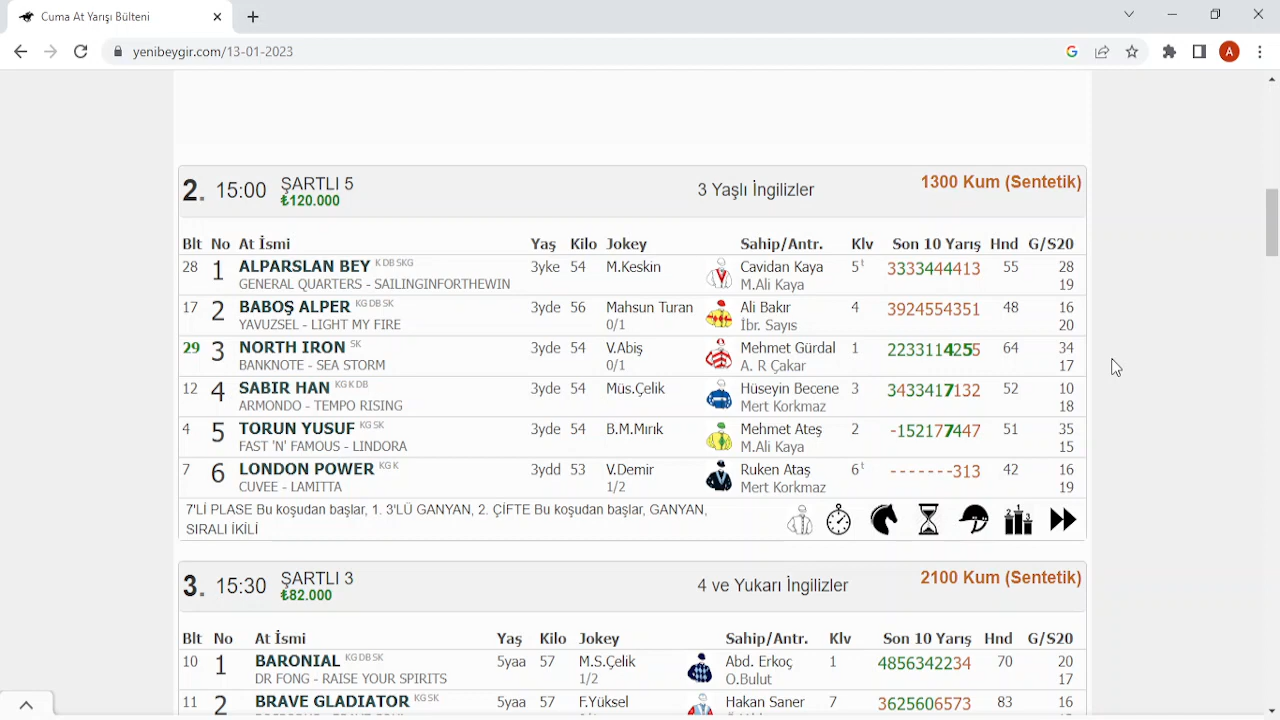 Cuma At Yarışı Bülteni
yenibeygir.com/13-01-2023
A
2. 15:00 ŞARTLI 5 3 Yaşlı İngilizler 1300 Kum (Sentetik)
₺120.000
Blt No At İsmi Yaş Kilo Jokey Sahip/Antr. Klv Son 10 Yarış Hnd G/S20
28 1 ALPARSLAN BEY K DB SKG 3yke 54 M.Keskin Cavidan Kaya 5t 3333444413 55 28
GENERAL QUARTERS - SAILINGINFORTHEWIN M.Ali Kaya 19
17 2 BABOŞ ALPER KG DB SK 3yde 56 Mahsun Turan Ali Bakır 4 3924554351 48 16
YAVUZSEL - LIGHT MY FIRE 0/1 İbr. Sayıs 20
29 3 NORTH IRON SK 3yde 54 V.Abiş Mehmet Gürdal 1 2233114255 64 34
BANKNOTE - SEA STORM 0/1 A. R Çakar 17
12 4 SABIR HAN KG K DB 3yde 54 Müs.Çelik Hüseyin Becene 3 3433417132 52 10
ARMONDO - TEMPO RISING Mert Korkmaz 18
4 5 TORUN YUSUF KG SK 3yde 54 B.M.Mırık Mehmet Ateş 2 -152177447 51 35
FAST 'N' FAMOUS - LINDORA M.Ali Kaya 15
7 6 LONDON POWER KG K 3ydd 53 V.Demir Ruken Ataş 6t -------313 42 16
CUVEE - LAMITTA 1/2 Mert Korkmaz 19
7'Lİ PLASE Bu koşudan başlar, 1. 3'LÜ GANYAN, 2. ÇİFTE Bu koşudan başlar, GANYAN,
SIRALI İKİLİ
3. 15:30 ŞARTLI 3 4 ve Yukarı İngilizler 2100 Kum (Sentetik)
₺82.000
Blt No At İsmi Yaş Kilo Jokey Sahip/Antr. Klv Son 10 Yarış Hnd G/S20
10 1 BARONIAL KG DB SK 5yaa 57 M.S.Çelik Abd. Erkoç 1 4856342234 70 20
DR FONG - RAISE YOUR SPIRITS 1/2 O.Bulut 17
11 2 BRAVE GLADIATOR KG SK 5yaa 57 F.Yüksel Hakan Saner 7 3625606573 83 16